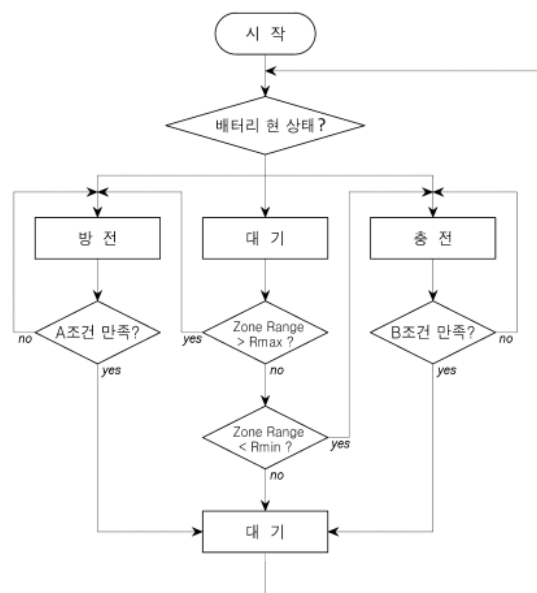 시 작
배터리 현 상태?
방 전
대 기
충 전
A조건 만족?
no
yes
Zone Range
> Rmax ?
yes
no
B조건 만족?
no
yes
Zone Range
< Rmin ?
yes
no
대 기